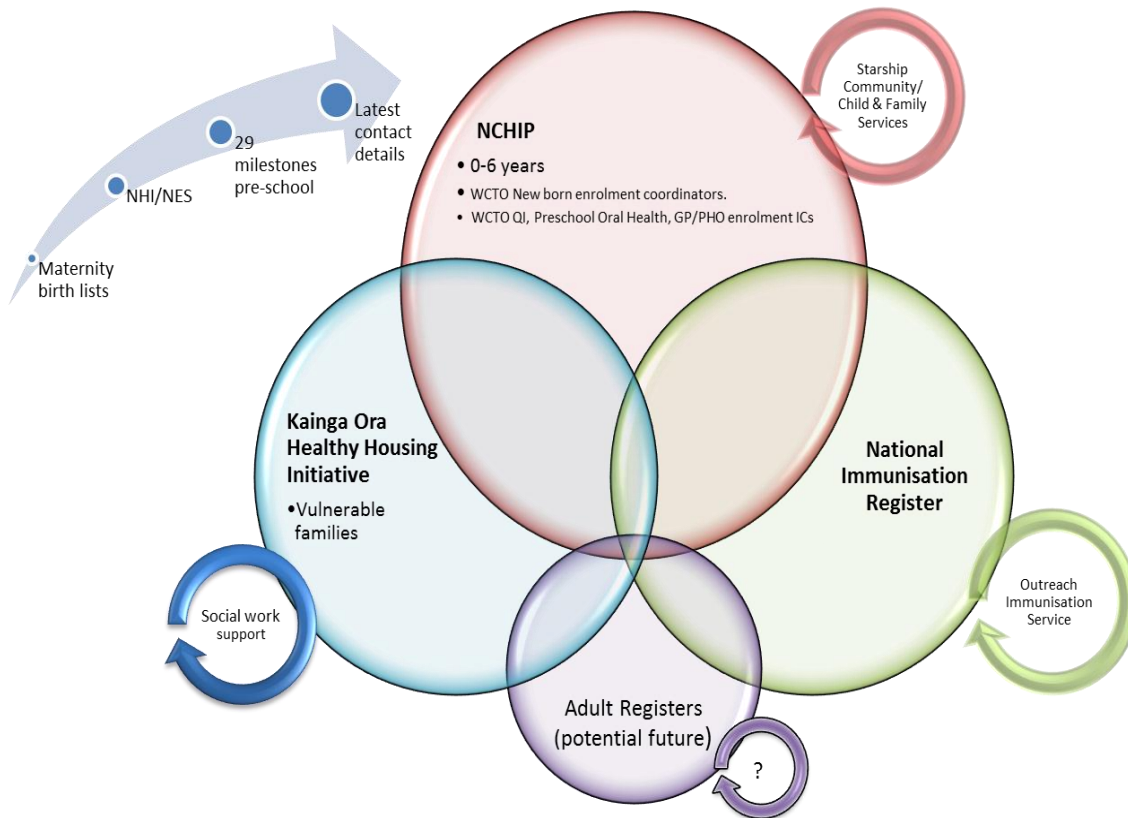 Maternity
birth lists
NHI/NES
29
milestones
pre-school
Latest
contact
details
NCHIP
• 0-6 years
• WCTO New born enrolment coordinators.
• WCTO QI, Preschool Oral Health, GP/PHO enrolment ICs
Starship
Community/
Child & Family
Services
Kainga Ora
Healthy Housing
Initiative
•Vulnerable
families
National
Immunisation
Register
Social work
support
Outreach
Immunisation
Service
Adult Registers
(potential future)
?